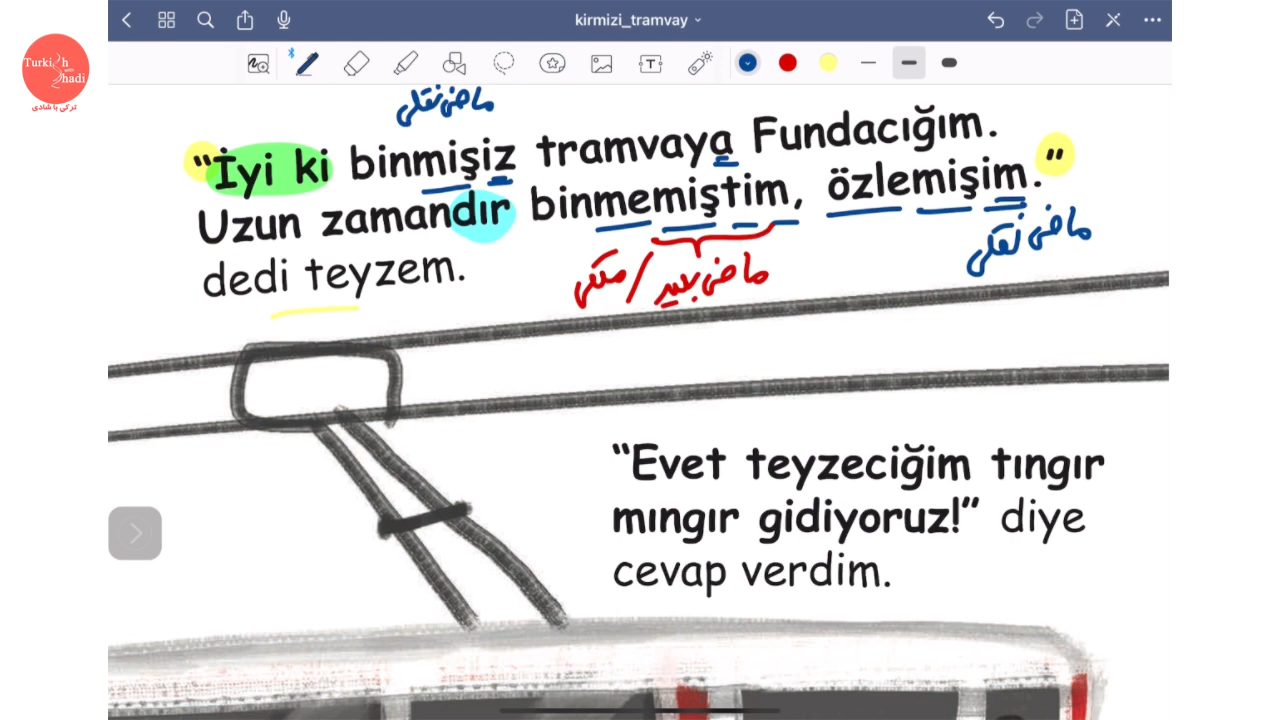 kirmizi_tramvay
Turkish
Shadi
ترکی با شادی
ماضی نقلی
“İyi ki binmişiz tramvaya Fundacığım.
Uzun zamandır binmemiştim, özlemişim.”
dedi teyzem.
ماضی بعید / منفی
ماضی نقلی
“Evet teyzeciğim tıngır
mıngır gidiyoruz!” diye
cevap verdim.